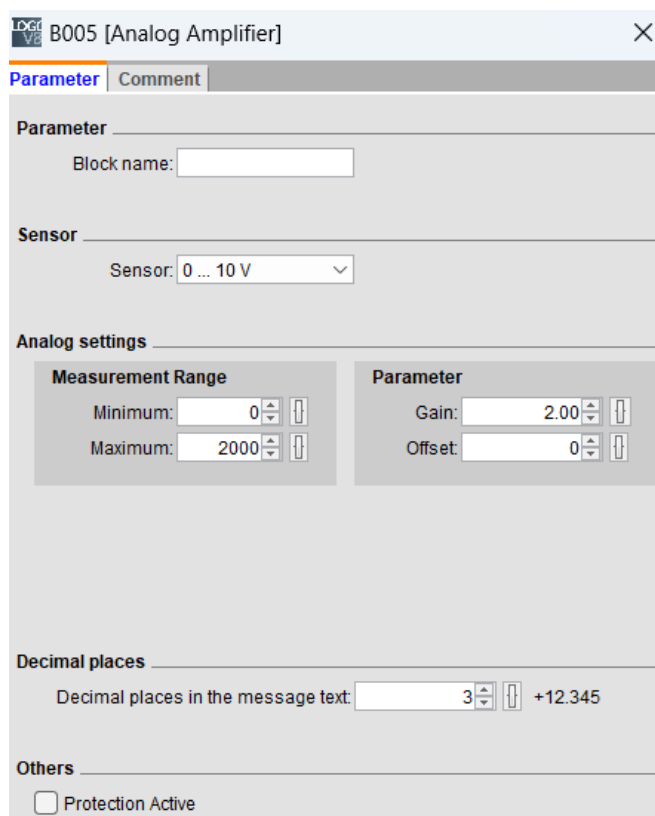 LOGO V8 B005 [Analog Amplifier]
Parameter Comment
Parameter
Block name:
Sensor
Sensor: 0 ... 10 V
Analog settings
Measurement Range Parameter
Minimum: 0 Gain: 2.00
Maximum: 2000 Offset: 0
Decimal places
Decimal places in the message text: 3 +12.345
Others
Protection Active